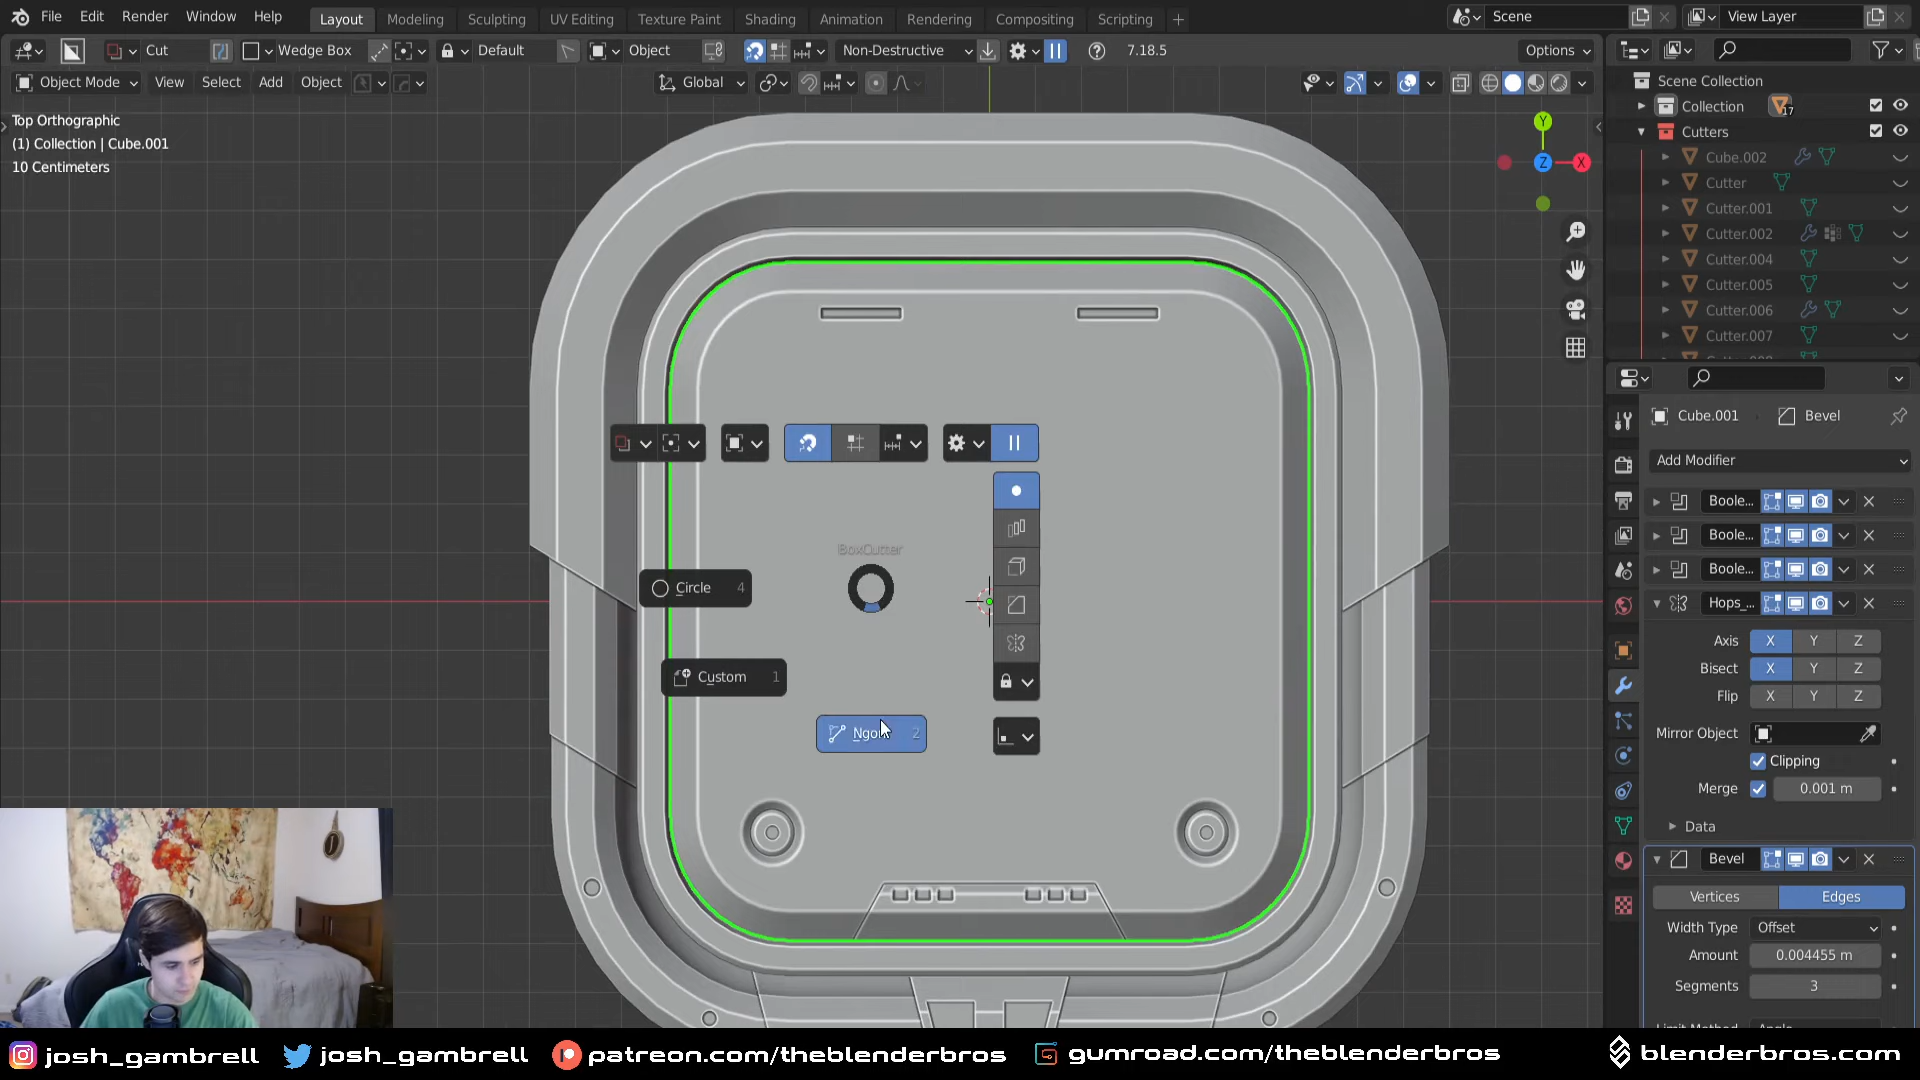 File Edit Render Window Help Layout Modeling Sculpting UV Editing Texture Paint Shading Animation Rendering Compositing Scripting + Scene View Layer
Cut Wedge Box Default Object Non-Destructive 7.18.5 Options
Object Mode View Select Add Object Global
Top Orthographic
(1) Collection | Cube.001
10 Centimeters
Y
Z X
Scene Collection
Collection 17
Cutters
Cube.002
Cutter
Cutter.001
Cutter.002
Cutter.004
Cutter.005
Cutter.006
Cutter.007
Cube.001 Bevel
Add Modifier
Boole...
Boole...
Boole...
Hops_...
Axis X Y Z
Bisect X Y Z
Flip X Y Z
Mirror Object
Clipping
Merge 0.001 m
Data
Bevel
Vertices Edges
Width Type Offset
Amount 0.004455 m
Segments 3
BoxCutter
Circle 4
Custom 1
Ngon 2
josh_gambrell josh_gambrell patreon.com/theblenderbros gumroad.com/theblenderbros blenderbros.com